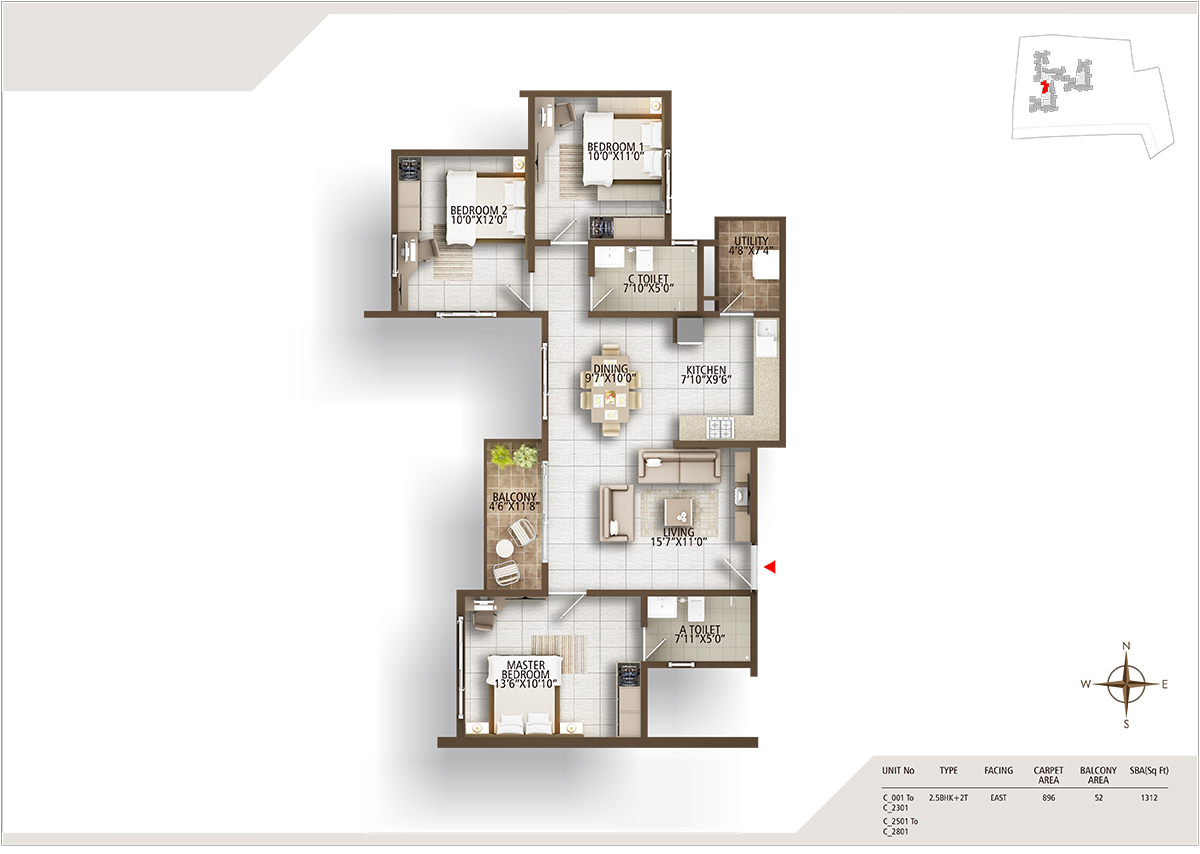 BEDROOM 1
10'0"X11'0"
BEDROOM 2
10'0"X12'0"
UTILITY
4'8"X7'4"
C TOILET
7'10"X5'0"
DINING
9'7"X10'0"
KITCHEN
7'10"X9'6"
BALCONY
4'6"X11'8"
LIVING
15'7"X11'0"
A TOILET
7'11"X5'0"
MASTER
BEDROOM
13'6"X10'10"
N
W E
S
UNIT No TYPE FACING CARPET AREA BALCONY AREA SBA(Sq Ft)
C_001 To 2.5BHK+2T EAST 896 52 1312
C_2301
C_2501 To
C_2801